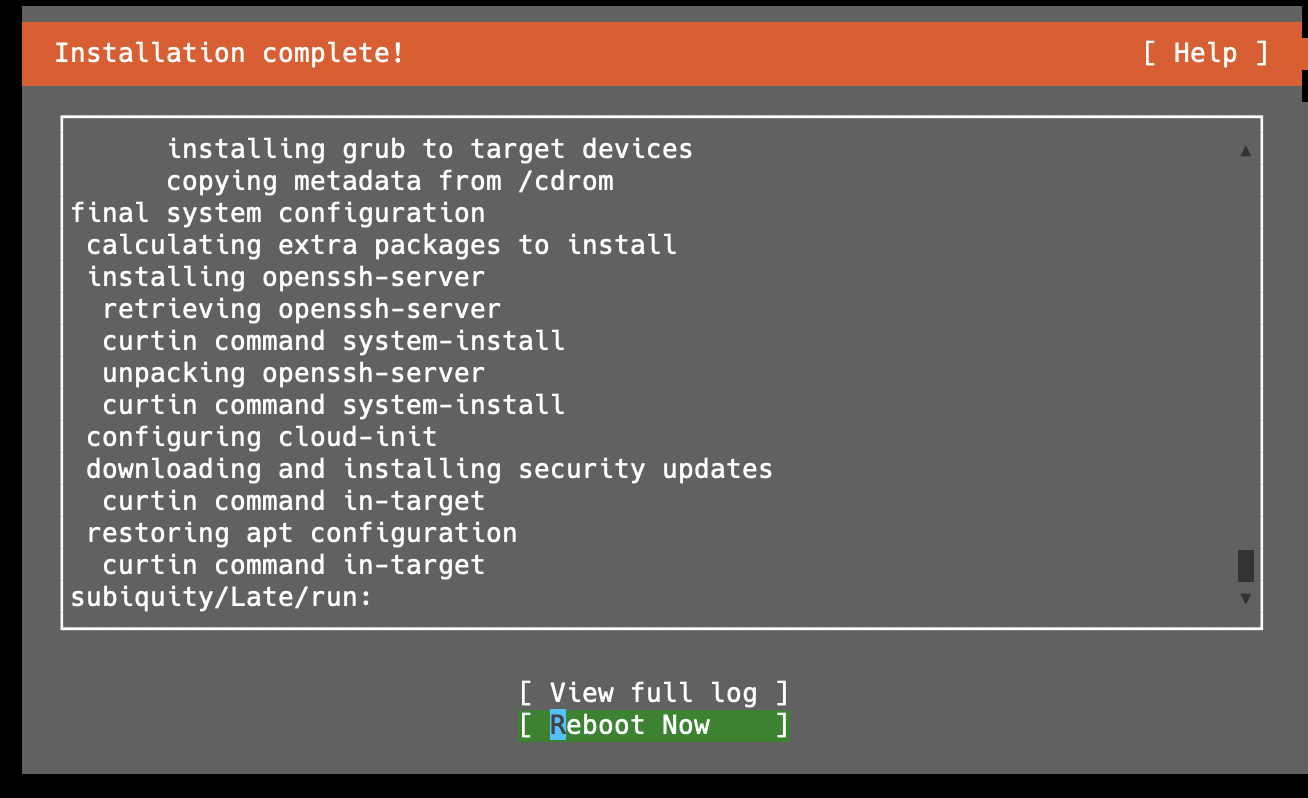 Installation complete! [ Help ]
installing grub to target devices
copying metadata from /cdrom
final system configuration
calculating extra packages to install
installing openssh-server
retrieving openssh-server
curtin command system-install
unpacking openssh-server
curtin command system-install
configuring cloud-init
downloading and installing security updates
curtin command in-target
restoring apt configuration
curtin command in-target
subiquity/Late/run:
[ View full log ]
[ Reboot Now ]